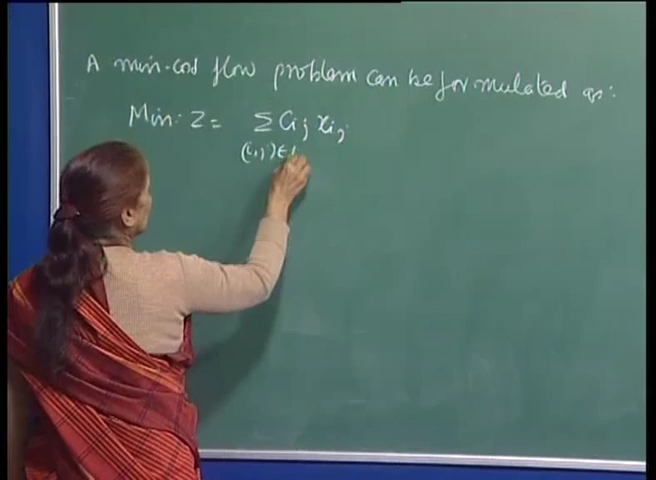 A min-cost flow problem can be formulated as:
Min: Z = Σ Cij xij
(i,j) ∈